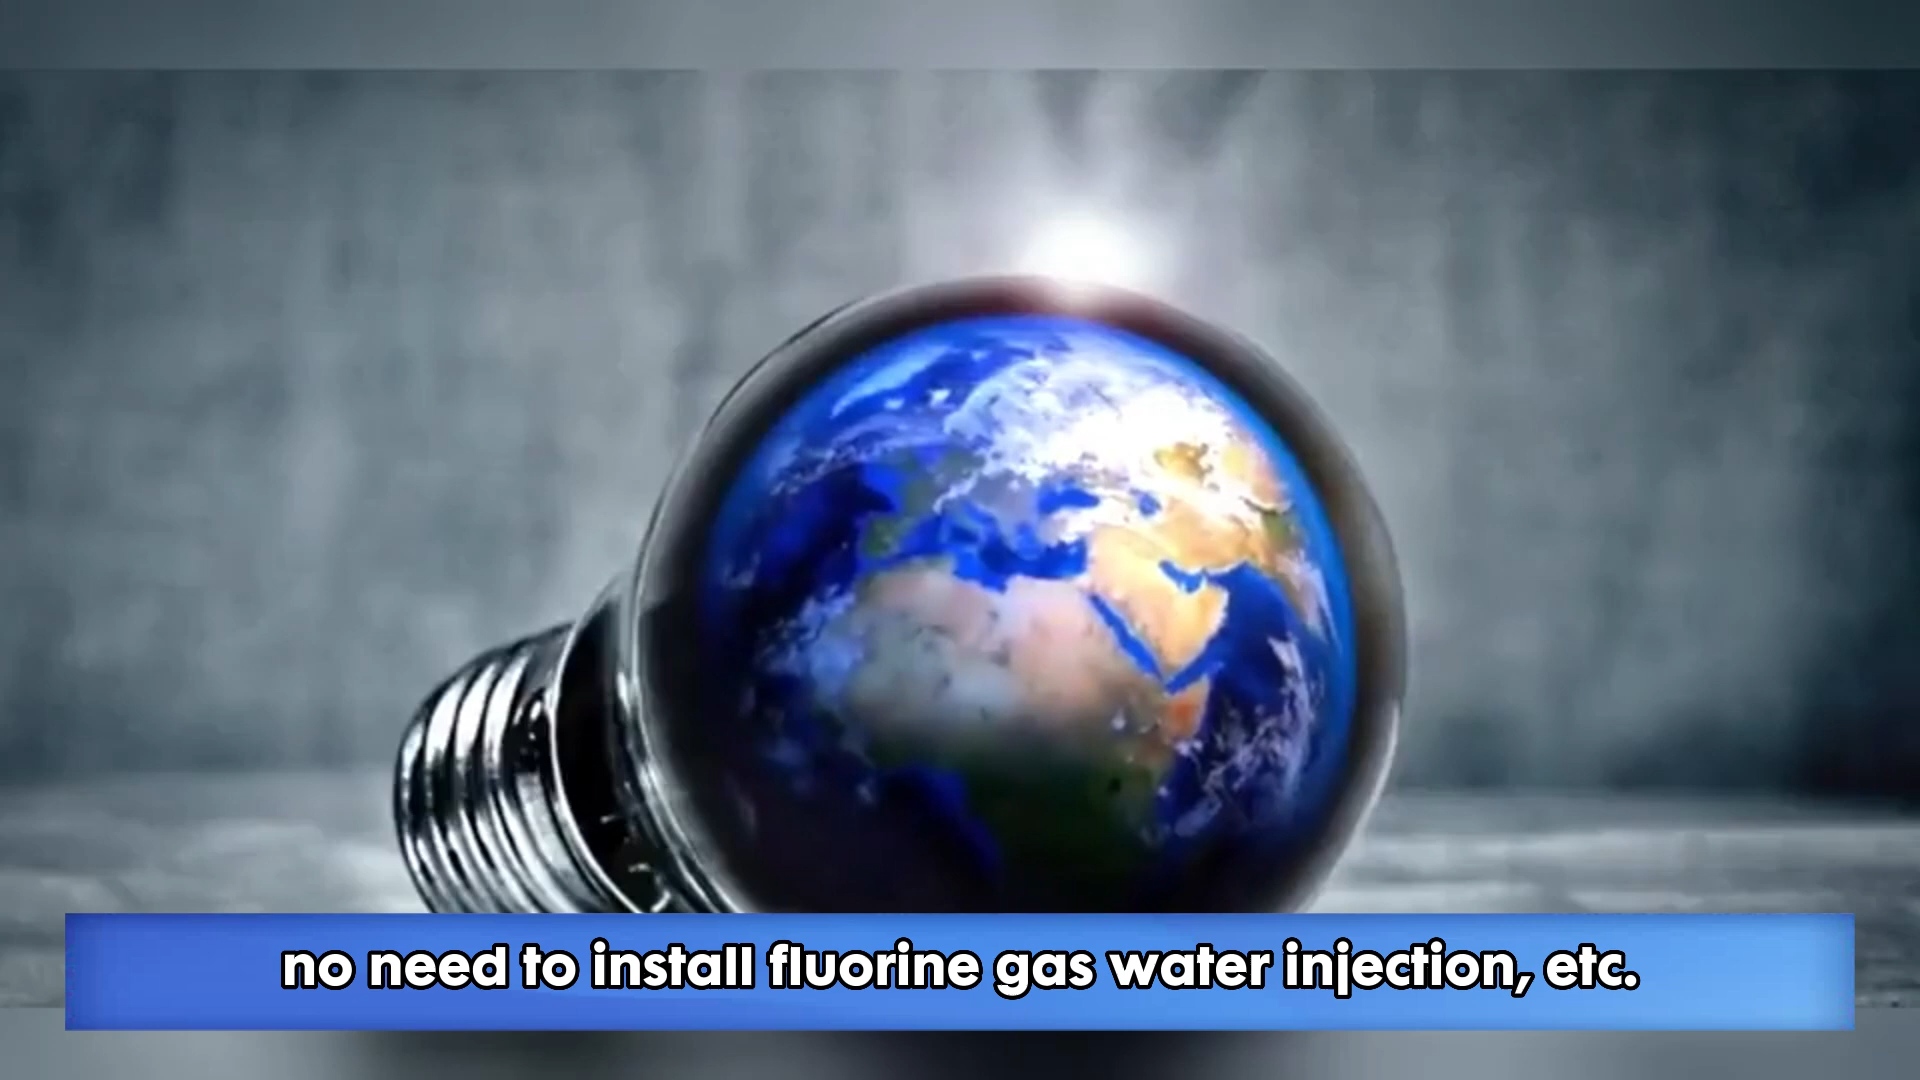 no need to install fluorine gas water injection, etc.